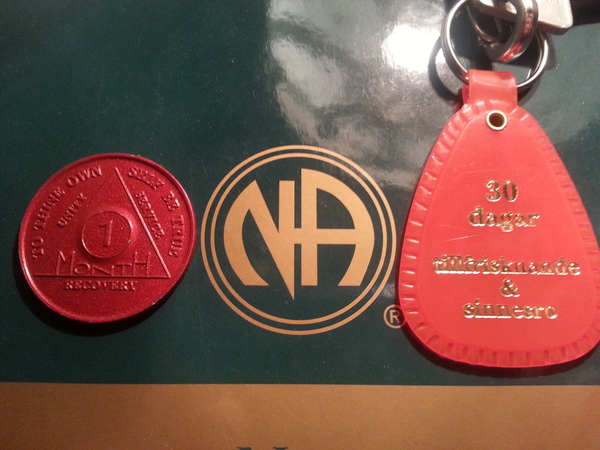 TO THINE OWN SELF BE TRUE
UNITY
SERVICE
1
MONTH
RECOVERY
NA
®
30
dagar
tillfrisknande
&
sinnesro